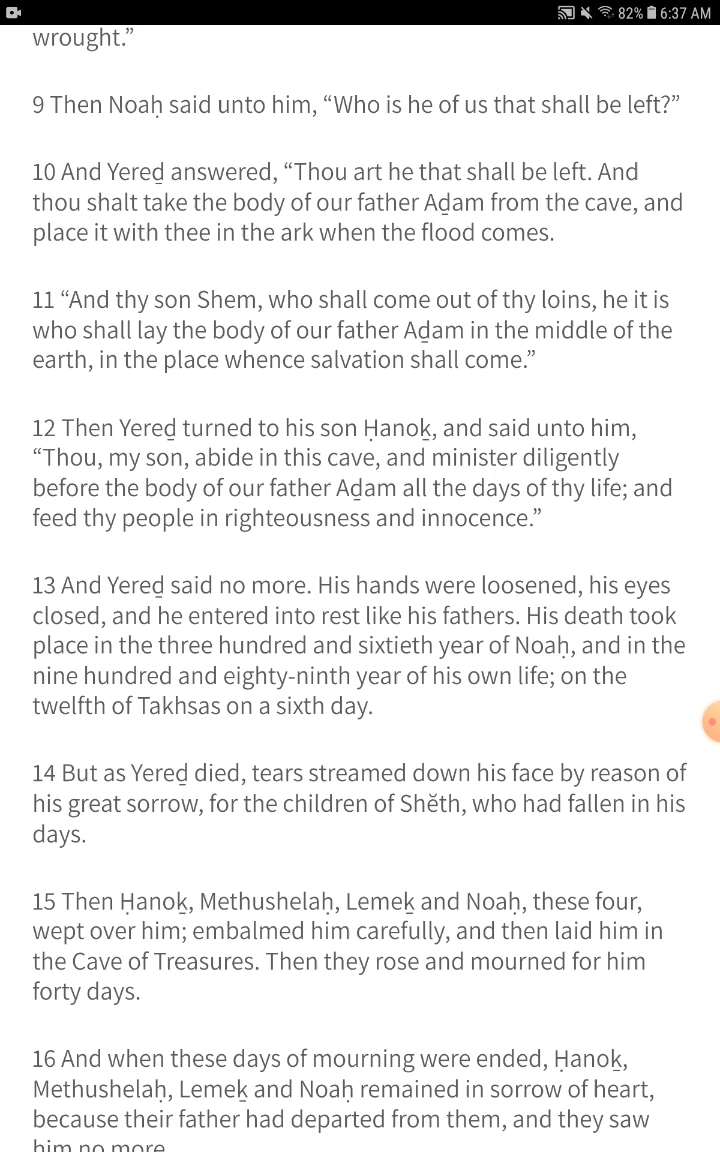 82% 6:37 AM
wrought.”
9 Then Noaḥ said unto him, “Who is he of us that shall be left?”
10 And Yereḏ answered, “Thou art he that shall be left. And
thou shalt take the body of our father Aḏam from the cave, and
place it with thee in the ark when the flood comes.
11 “And thy son Shem, who shall come out of thy loins, he it is
who shall lay the body of our father Aḏam in the middle of the
earth, in the place whence salvation shall come.”
12 Then Yereḏ turned to his son Ḥanoḵ, and said unto him,
“Thou, my son, abide in this cave, and minister diligently
before the body of our father Aḏam all the days of thy life; and
feed thy people in righteousness and innocence.”
13 And Yereḏ said no more. His hands were loosened, his eyes
closed, and he entered into rest like his fathers. His death took
place in the three hundred and sixtieth year of Noaḥ, and in the
nine hundred and eighty-ninth year of his own life; on the
twelfth of Takhsas on a sixth day.
14 But as Yereḏ died, tears streamed down his face by reason of
his great sorrow, for the children of Shĕth, who had fallen in his
days.
15 Then Ḥanoḵ, Methushelaḥ, Lemeḵ and Noaḥ, these four,
wept over him; embalmed him carefully, and then laid him in
the Cave of Treasures. Then they rose and mourned for him
forty days.
16 And when these days of mourning were ended, Ḥanoḵ,
Methushelaḥ, Lemeḵ and Noaḥ remained in sorrow of heart,
because their father had departed from them, and they saw
him no more